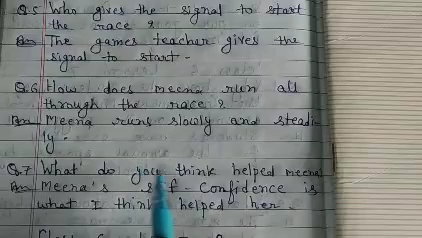 Q.5 Who gives the signal to start
the race ?
Ans The games teacher gives the
signal to start.
Q.6 How does meena run all
through the race ?
Ans Meena runs slowly and steadi-
ly.
Q.7 What do you think helped meena
Ans Meena's self-Confidence is
what I think helped her.